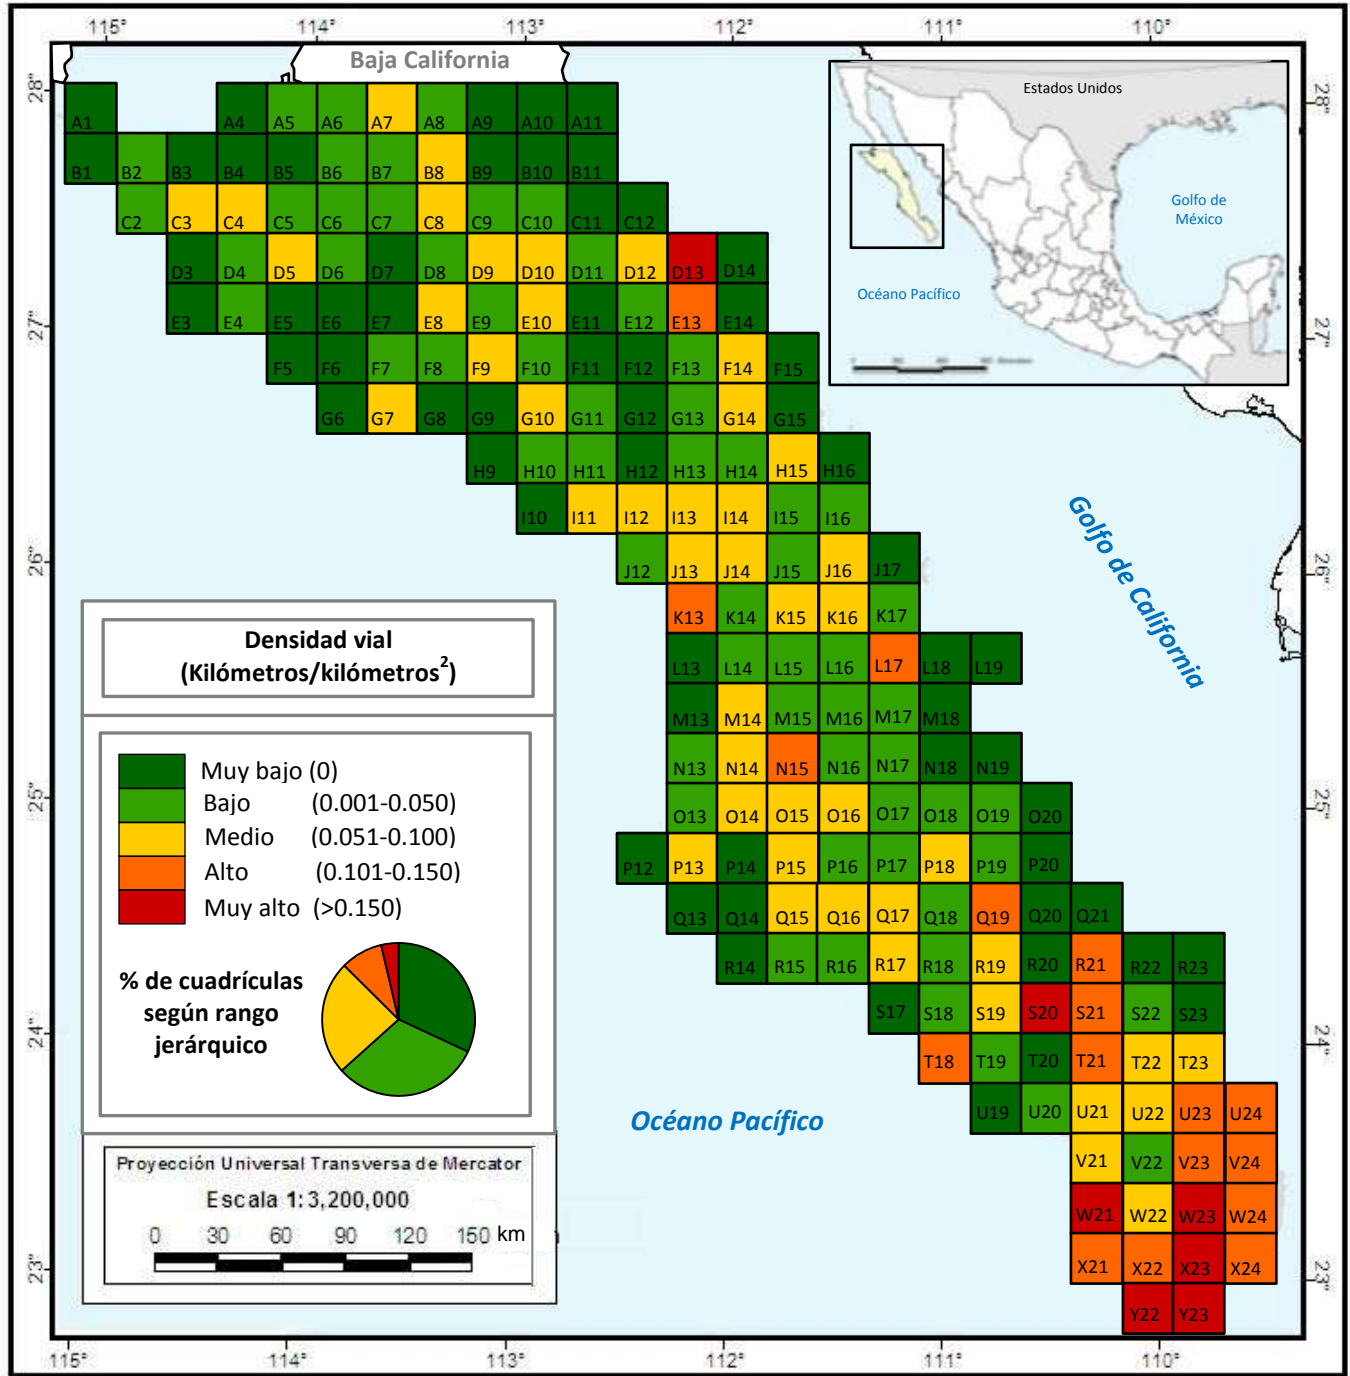 115° 114° 113° 112° 111° 110°
Baja California
28° 28°
Estados Unidos
Golfo de
México
Océano Pacífico
A1 A4 A5 A6 A7 A8 A9 A10 A11
B1 B2 B3 B4 B5 B6 B7 B8 B9 B10 B11
C2 C3 C4 C5 C6 C7 C8 C9 C10 C11 C12
D3 D4 D5 D6 D7 D8 D9 D10 D11 D12 D13 D14
E3 E4 E5 E6 E7 E8 E9 E10 E11 E12 E13 E14
27° 27°
F5 F6 F7 F8 F9 F10 F11 F12 F13 F14 F15
G6 G7 G8 G9 G10 G11 G12 G13 G14 G15
H9 H10 H11 H12 H13 H14 H15 H16
I10 I11 I12 I13 I14 I15 I16
Golfo de California
26° 26°
J12 J13 J14 J15 J16 J17
K13 K14 K15 K16 K17
L13 L14 L15 L16 L17 L18 L19
M13 M14 M15 M16 M17 M18
N13 N14 N15 N16 N17 N18 N19
25° 25°
O13 O14 O15 O16 O17 O18 O19 O20
P12 P13 P14 P15 P16 P17 P18 P19 P20
Q13 Q14 Q15 Q16 Q17 Q18 Q19 Q20 Q21
R14 R15 R16 R17 R18 R19 R20 R21 R22 R23
S17 S18 S19 S20 S21 S22 S23
24° 24°
T18 T19 T20 T21 T22 T23
U19 U20 U21 U22 U23 U24
V21 V22 V23 V24
W21 W22 W23 W24
X21 X22 X23 X24
Y22 Y23
23° 23°
Océano Pacífico
Densidad vial
(Kilómetros/kilómetros²)
Muy bajo (0)
Bajo (0.001-0.050)
Medio (0.051-0.100)
Alto (0.101-0.150)
Muy alto (>0.150)
% de cuadrículas
según rango
jerárquico
Proyección Universal Transversa de Mercator
Escala 1:3,200,000
0 30 60 90 120 150 km
115° 114° 113° 112° 111° 110°